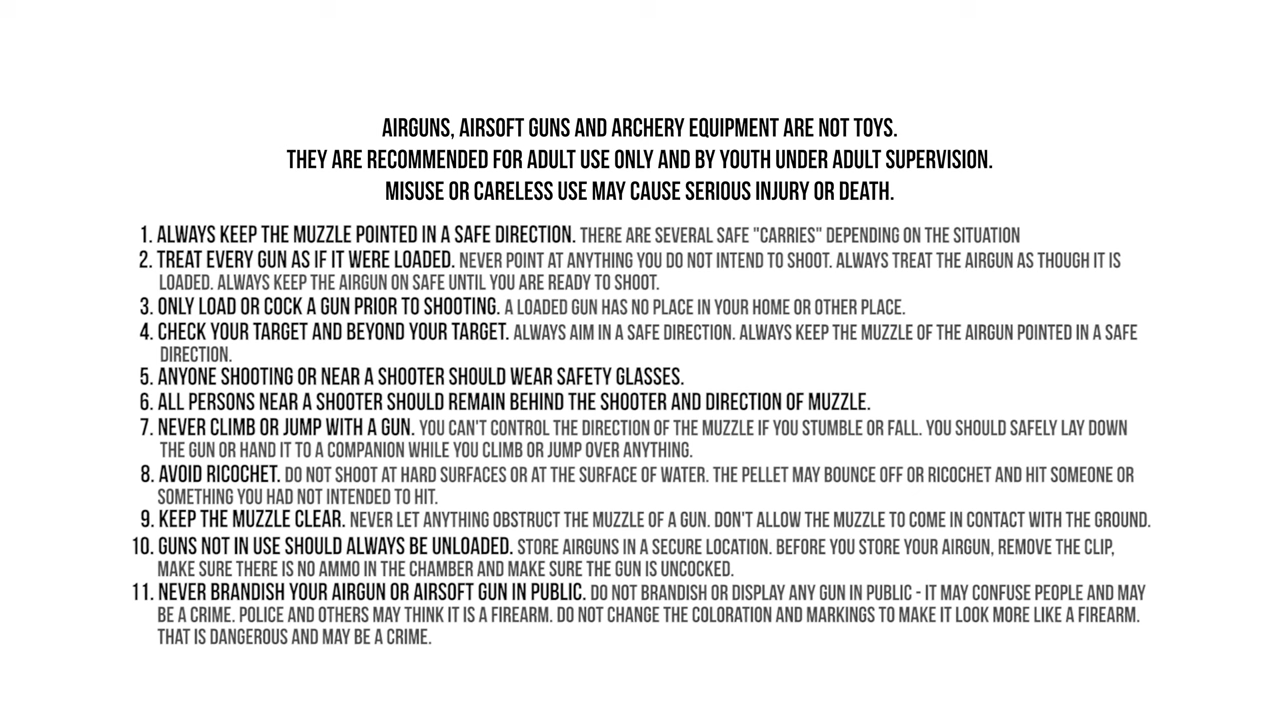 AIRGUNS, AIRSOFT GUNS AND ARCHERY EQUIPMENT ARE NOT TOYS.
THEY ARE RECOMMENDED FOR ADULT USE ONLY AND BY YOUTH UNDER ADULT SUPERVISION.
MISUSE OR CARELESS USE MAY CAUSE SERIOUS INJURY OR DEATH.
1. ALWAYS KEEP THE MUZZLE POINTED IN A SAFE DIRECTION. THERE ARE SEVERAL SAFE "CARRIES" DEPENDING ON THE SITUATION
2. TREAT EVERY GUN AS IF IT WERE LOADED. NEVER POINT AT ANYTHING YOU DO NOT INTEND TO SHOOT. ALWAYS TREAT THE AIRGUN AS THOUGH IT IS
LOADED. ALWAYS KEEP THE AIRGUN ON SAFE UNTIL YOU ARE READY TO SHOOT.
3. ONLY LOAD OR COCK A GUN PRIOR TO SHOOTING. A LOADED GUN HAS NO PLACE IN YOUR HOME OR OTHER PLACE.
4. CHECK YOUR TARGET AND BEYOND YOUR TARGET. ALWAYS AIM IN A SAFE DIRECTION. ALWAYS KEEP THE MUZZLE OF THE AIRGUN POINTED IN A SAFE
DIRECTION.
5. ANYONE SHOOTING OR NEAR A SHOOTER SHOULD WEAR SAFETY GLASSES.
6. ALL PERSONS NEAR A SHOOTER SHOULD REMAIN BEHIND THE SHOOTER AND DIRECTION OF MUZZLE.
7. NEVER CLIMB OR JUMP WITH A GUN. YOU CAN'T CONTROL THE DIRECTION OF THE MUZZLE IF YOU STUMBLE OR FALL. YOU SHOULD SAFELY LAY DOWN
THE GUN OR HAND IT TO A COMPANION WHILE YOU CLIMB OR JUMP OVER ANYTHING.
8. AVOID RICOCHET. DO NOT SHOOT AT HARD SURFACES OR AT THE SURFACE OF WATER. THE PELLET MAY BOUNCE OFF OR RICOCHET AND HIT SOMEONE OR
SOMETHING YOU HAD NOT INTENDED TO HIT.
9. KEEP THE MUZZLE CLEAR. NEVER LET ANYTHING OBSTRUCT THE MUZZLE OF A GUN. DON'T ALLOW THE MUZZLE TO COME IN CONTACT WITH THE GROUND.
10. GUNS NOT IN USE SHOULD ALWAYS BE UNLOADED. STORE AIRGUNS IN A SECURE LOCATION. BEFORE YOU STORE YOUR AIRGUN, REMOVE THE CLIP,
MAKE SURE THERE IS NO AMMO IN THE CHAMBER AND MAKE SURE THE GUN IS UNCOCKED.
11. NEVER BRANDISH YOUR AIRGUN OR AIRSOFT GUN IN PUBLIC. DO NOT BRANDISH OR DISPLAY ANY GUN IN PUBLIC - IT MAY CONFUSE PEOPLE AND MAY
BE A CRIME. POLICE AND OTHERS MAY THINK IT IS A FIREARM. DO NOT CHANGE THE COLORATION AND MARKINGS TO MAKE IT LOOK MORE LIKE A FIREARM.
THAT IS DANGEROUS AND MAY BE A CRIME.